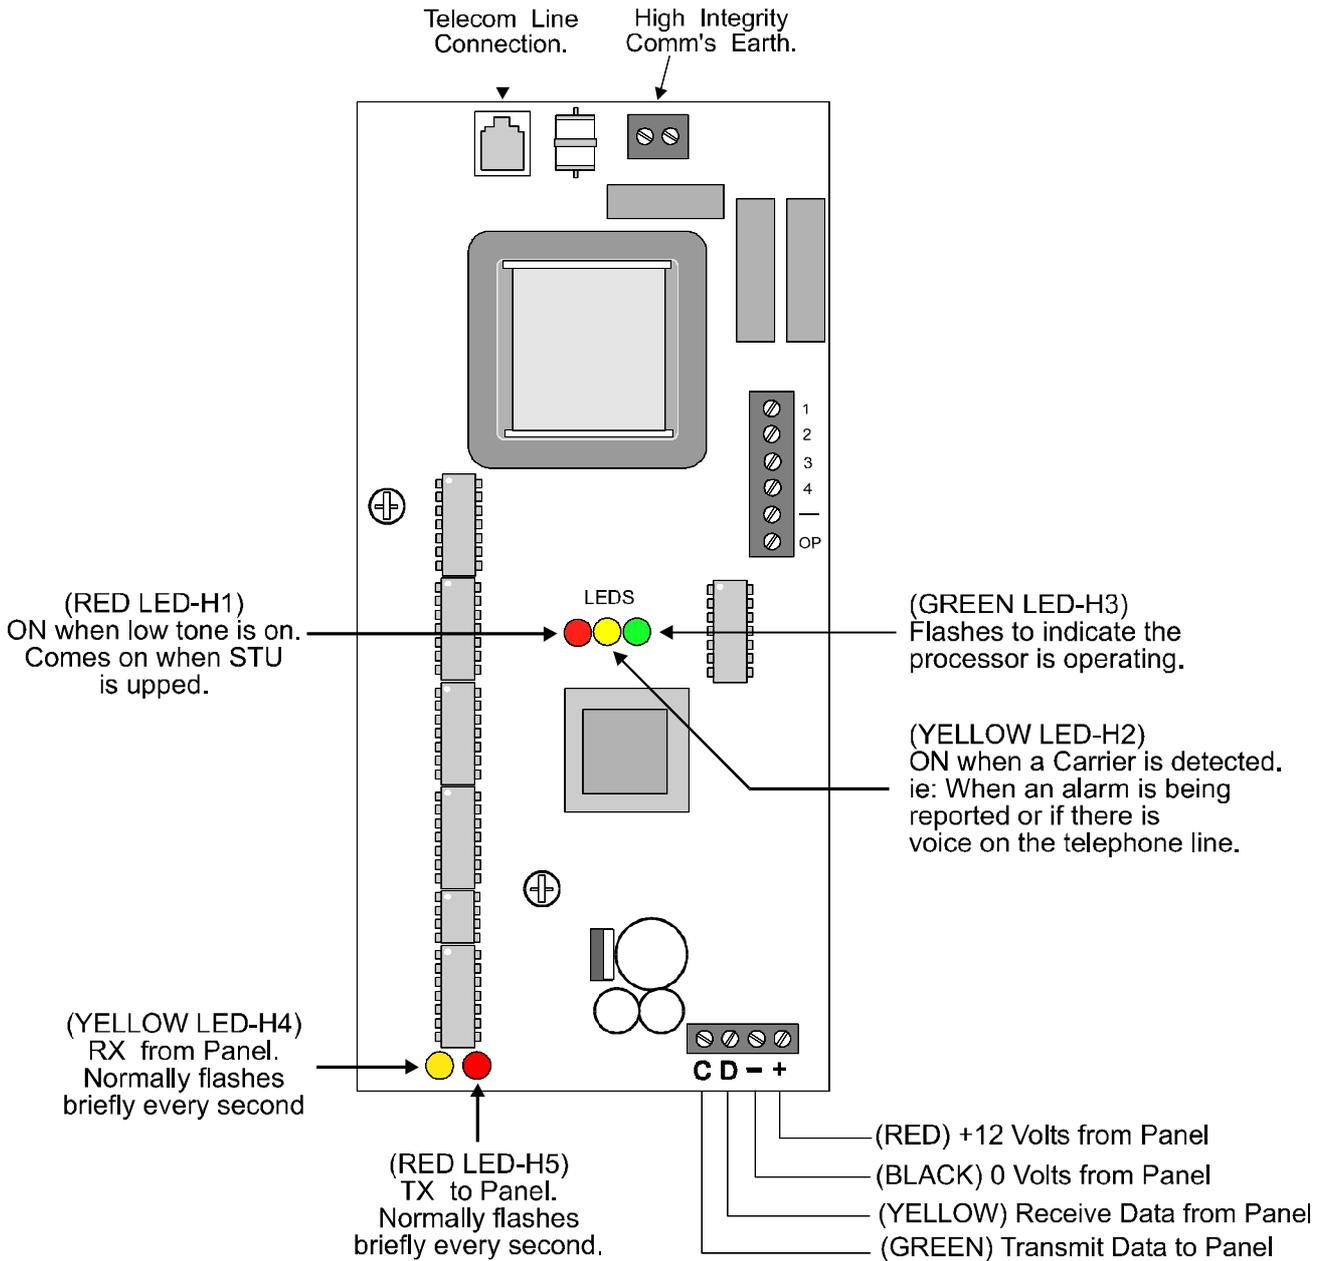 Telecom Line
Connection.
High Integrity
Comm's Earth.
1
2
3
4
—
OP
LEDS
(RED LED-H1)
ON when low tone is on.
Comes on when STU
is upped.
(GREEN LED-H3)
Flashes to indicate the
processor is operating.
(YELLOW LED-H2)
ON when a Carrier is detected.
ie: When an alarm is being
reported or if there is
voice on the telephone line.
(YELLOW LED-H4)
RX from Panel.
Normally flashes
briefly every second
C D − +
(RED LED-H5)
TX to Panel.
Normally flashes
briefly every second.
(RED) +12 Volts from Panel
(BLACK) 0 Volts from Panel
(YELLOW) Receive Data from Panel
(GREEN) Transmit Data to Panel